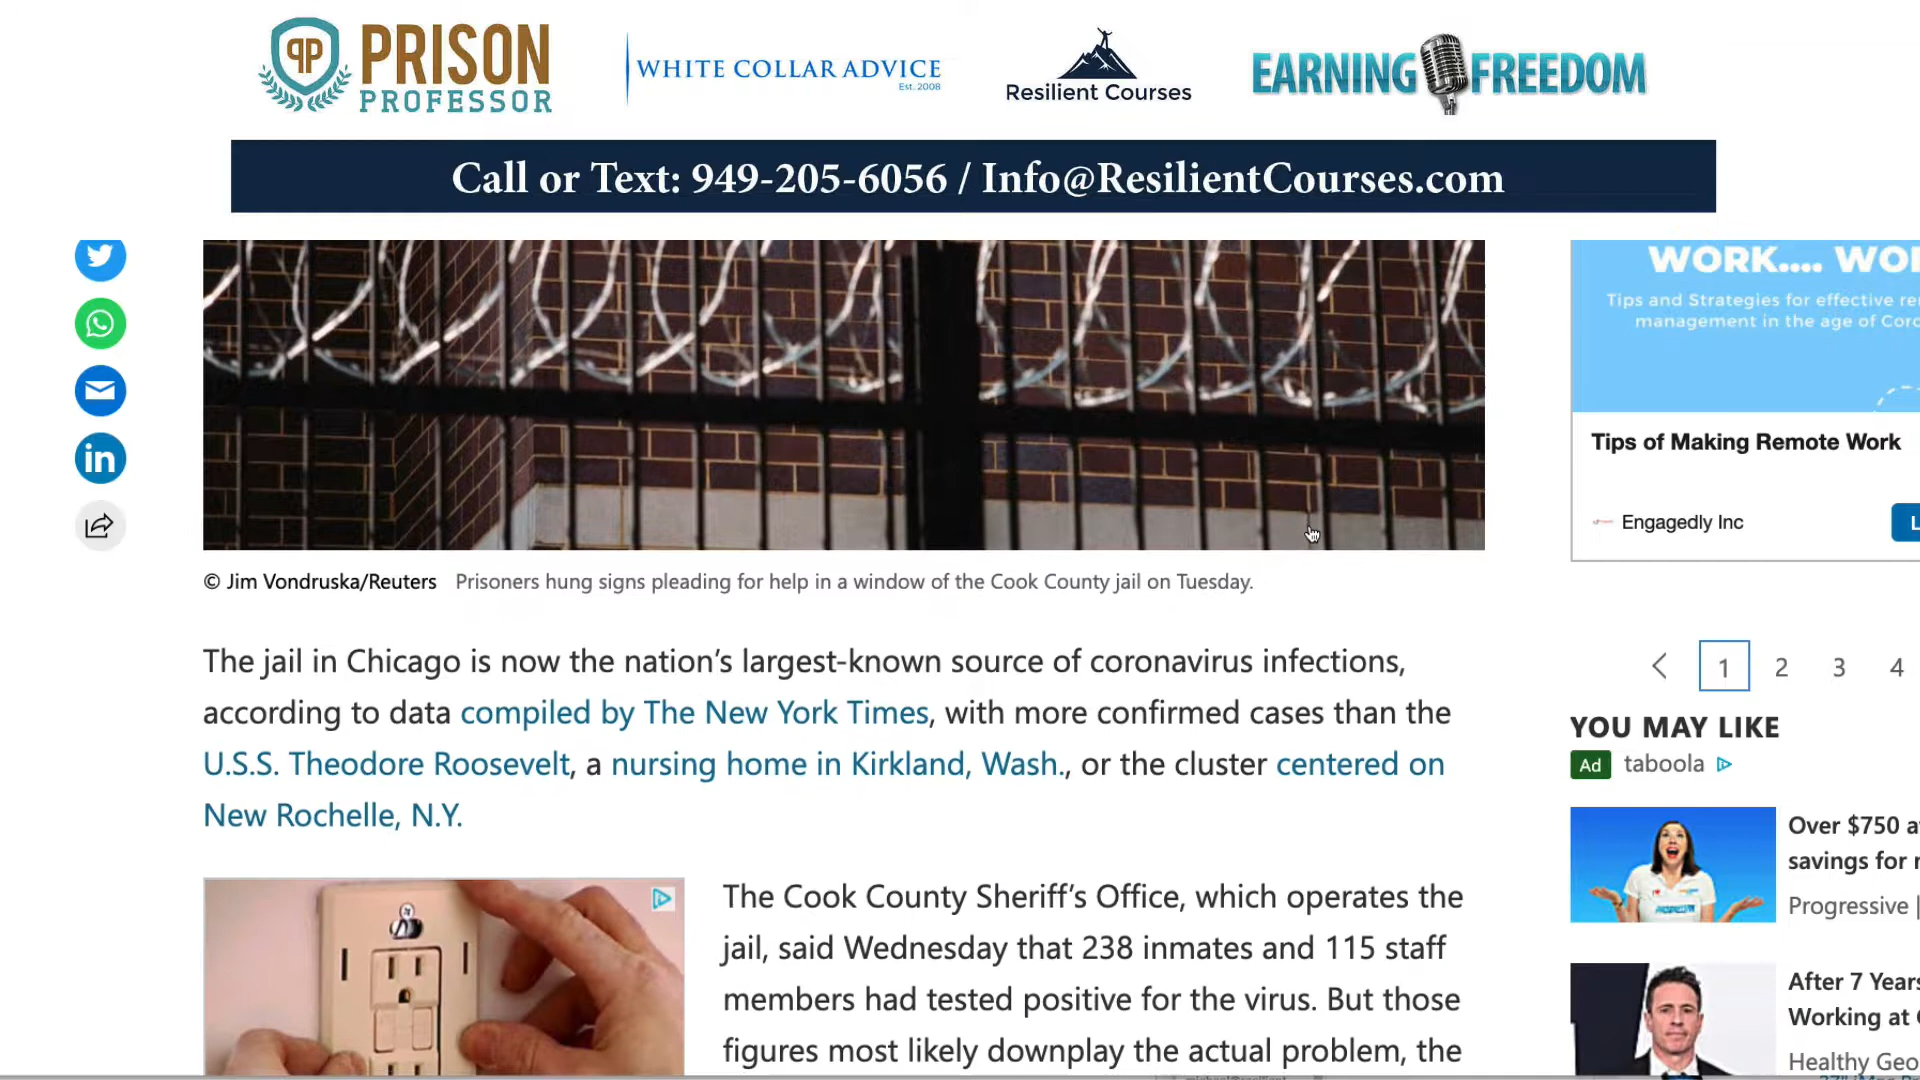 PRISON
PROFESSOR
WHITE COLLAR ADVICE
Est. 2008
Resilient Courses
EARNING FREEDOM
Call or Text: 949-205-6056 / Info@ResilientCourses.com
WORK....
Tips and Strategies for effective
management in the age of
Tips of Making Remote Work
Engagedly Inc
© Jim Vondruska/Reuters Prisoners hung signs pleading for help in a window of the Cook County jail on Tuesday.
The jail in Chicago is now the nation's largest-known source of coronavirus infections,
according to data compiled by The New York Times, with more confirmed cases than the
U.S.S. Theodore Roosevelt, a nursing home in Kirkland, Wash., or the cluster centered on
New Rochelle, N.Y.
1 2 3 4
YOU MAY LIKE
Ad taboola
Over $750
savings for
Progressive |
After 7 Years
Working at
Healthy
The Cook County Sheriff's Office, which operates the
jail, said Wednesday that 238 inmates and 115 staff
members had tested positive for the virus. But those
figures most likely downplay the actual problem, the